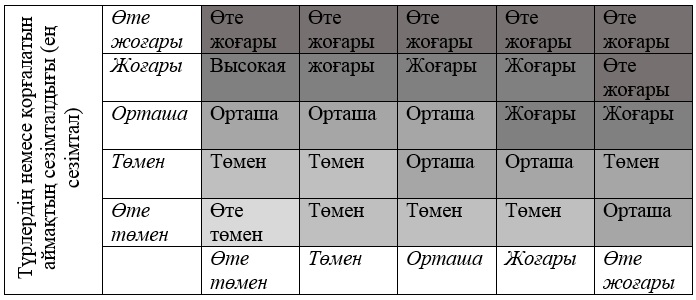 Түрлердің немесе қорғалатын
аймақтың сезімталдығы (ең
сезімтал)
Өте Өте Өте Өте Өте Өте
жоғары жоғары жоғары жоғары жоғары жоғары
Жоғары Высокая жоғары Жоғары Жоғары Өте
жоғары
Орташа Орташа Орташа Орташа Жоғары Жоғары
Төмен Төмен Төмен Орташа Орташа Төмен
Өте Өте Төмен Төмен Төмен Орташа
төмен төмен
Өте Төмен Орташа Жоғары Өте
төмен жоғары